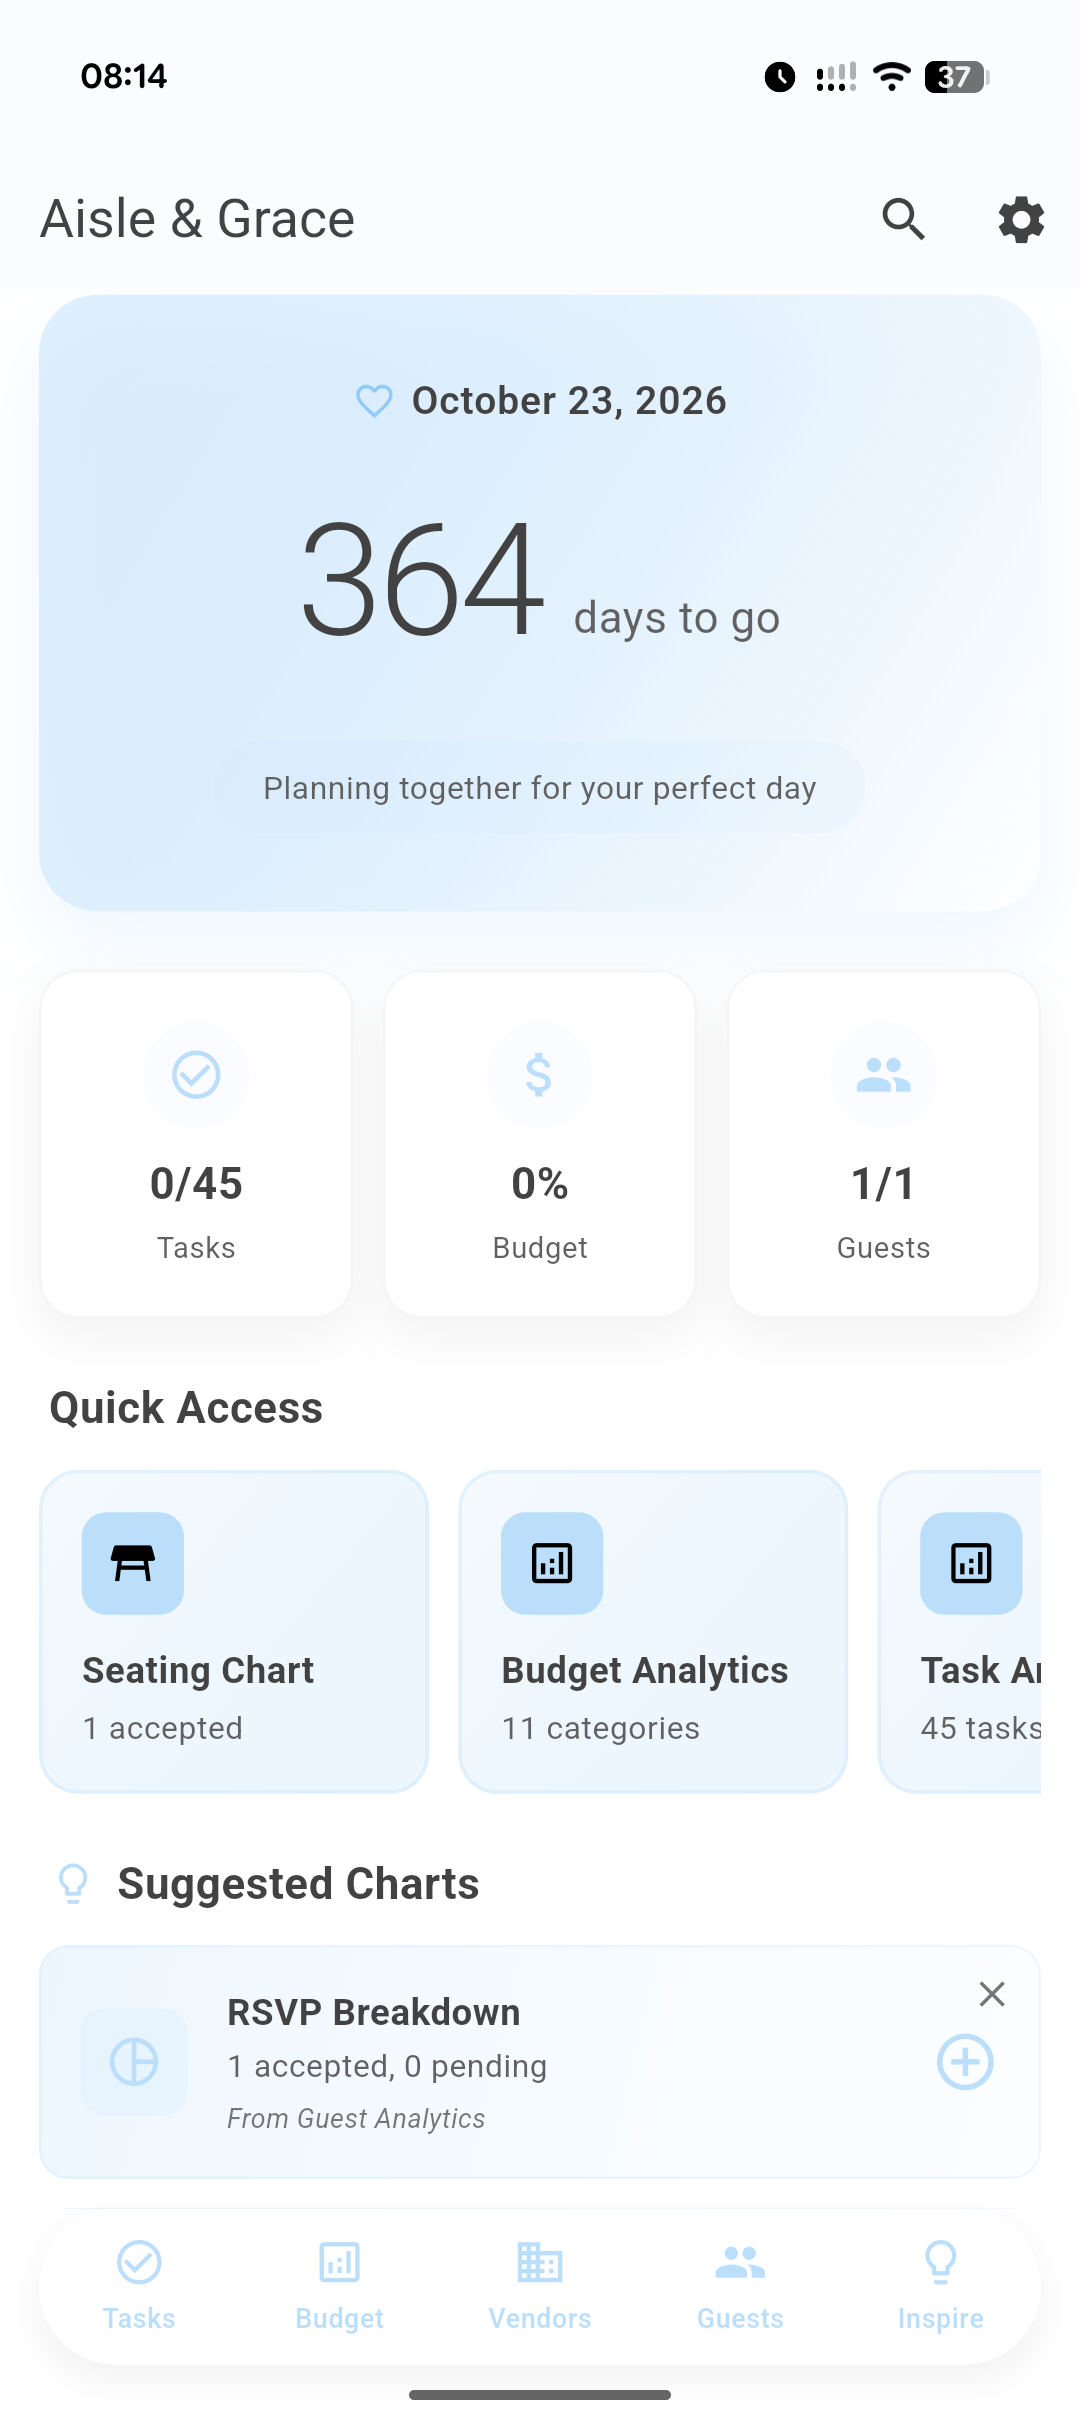 08:14
37
Aisle & Grace
October 23, 2026
364 days to go
Planning together for your perfect day
0/45
Tasks
0%
Budget
1/1
Guests
Quick Access
Seating Chart
1 accepted
Budget Analytics
11 categories
Task
45 tasks
Suggested Charts
RSVP Breakdown
1 accepted, 0 pending
From Guest Analytics
Tasks
Budget
Vendors
Guests
Inspire